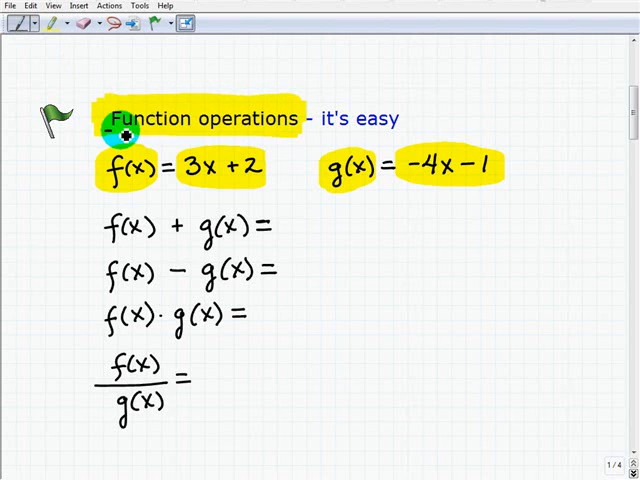 File Edit View Insert Actions Tools Help
Function operations - it's easy
f(x) = 3x + 2 g(x) = -4x - 1
f(x) + g(x) =
f(x) - g(x) =
f(x) · g(x) =
f(x)
g(x) =
1/4